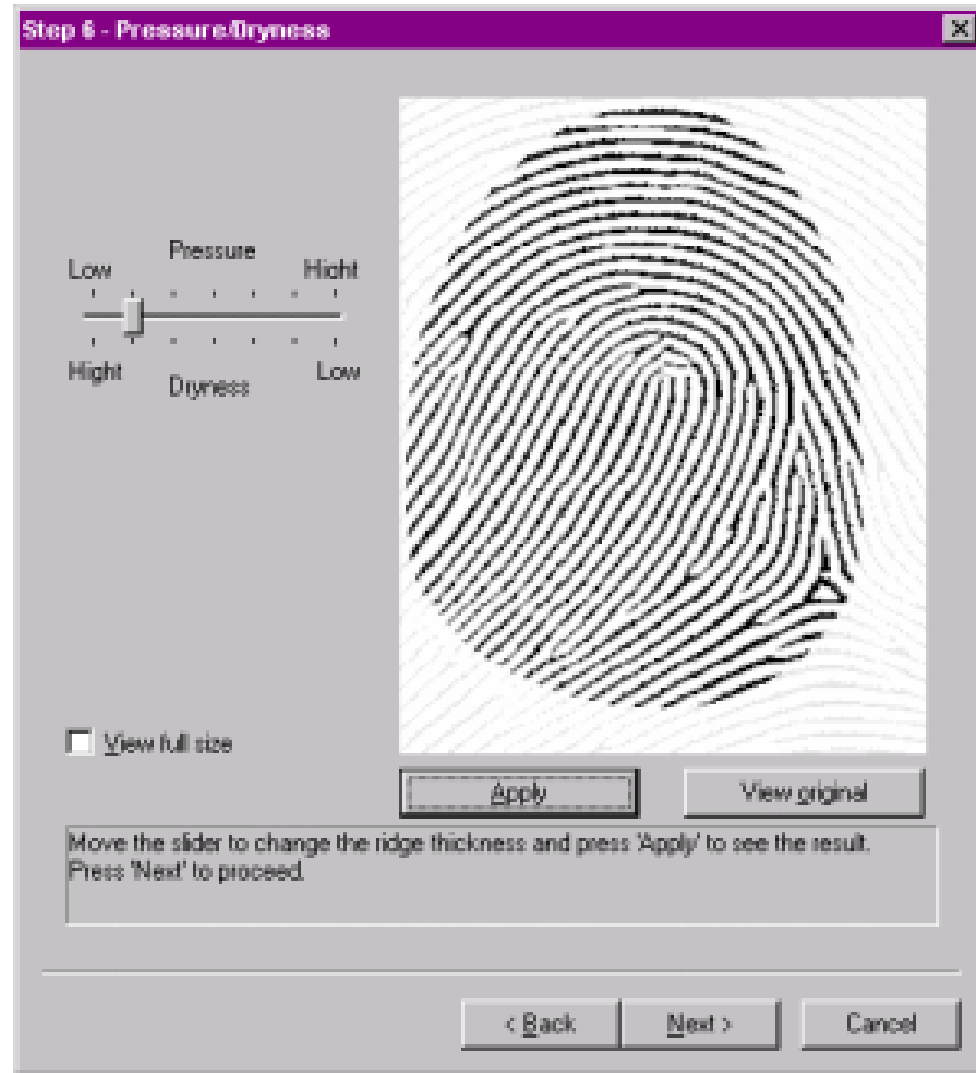 Step 6 - Pressure/Dryness
Pressure
Low Hight
Hight Low
Dryness
View full size
Apply View original
Move the slider to change the ridge thickness and press 'Apply' to see the result.
Press 'Next' to proceed.
< Back Next > Cancel